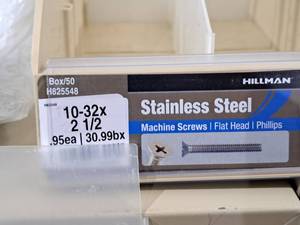 Box/50
H825548
HILLMAN
10-32x
2 1/2
.95ea | 30.99bx
Stainless Steel
Machine Screws | Flat Head | Phillips